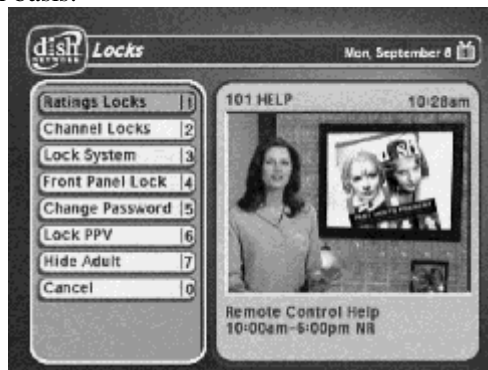 dish
NETWORK
Locks
Mon, September 8
Ratings Locks 1
Channel Locks 2
Lock System 3
Front Panel Lock 4
Change Password 5
Lock PPV 6
Hide Adult 7
Cancel 0
101 HELP 10:28am
Remote Control Help
10:00am-6:00pm NR